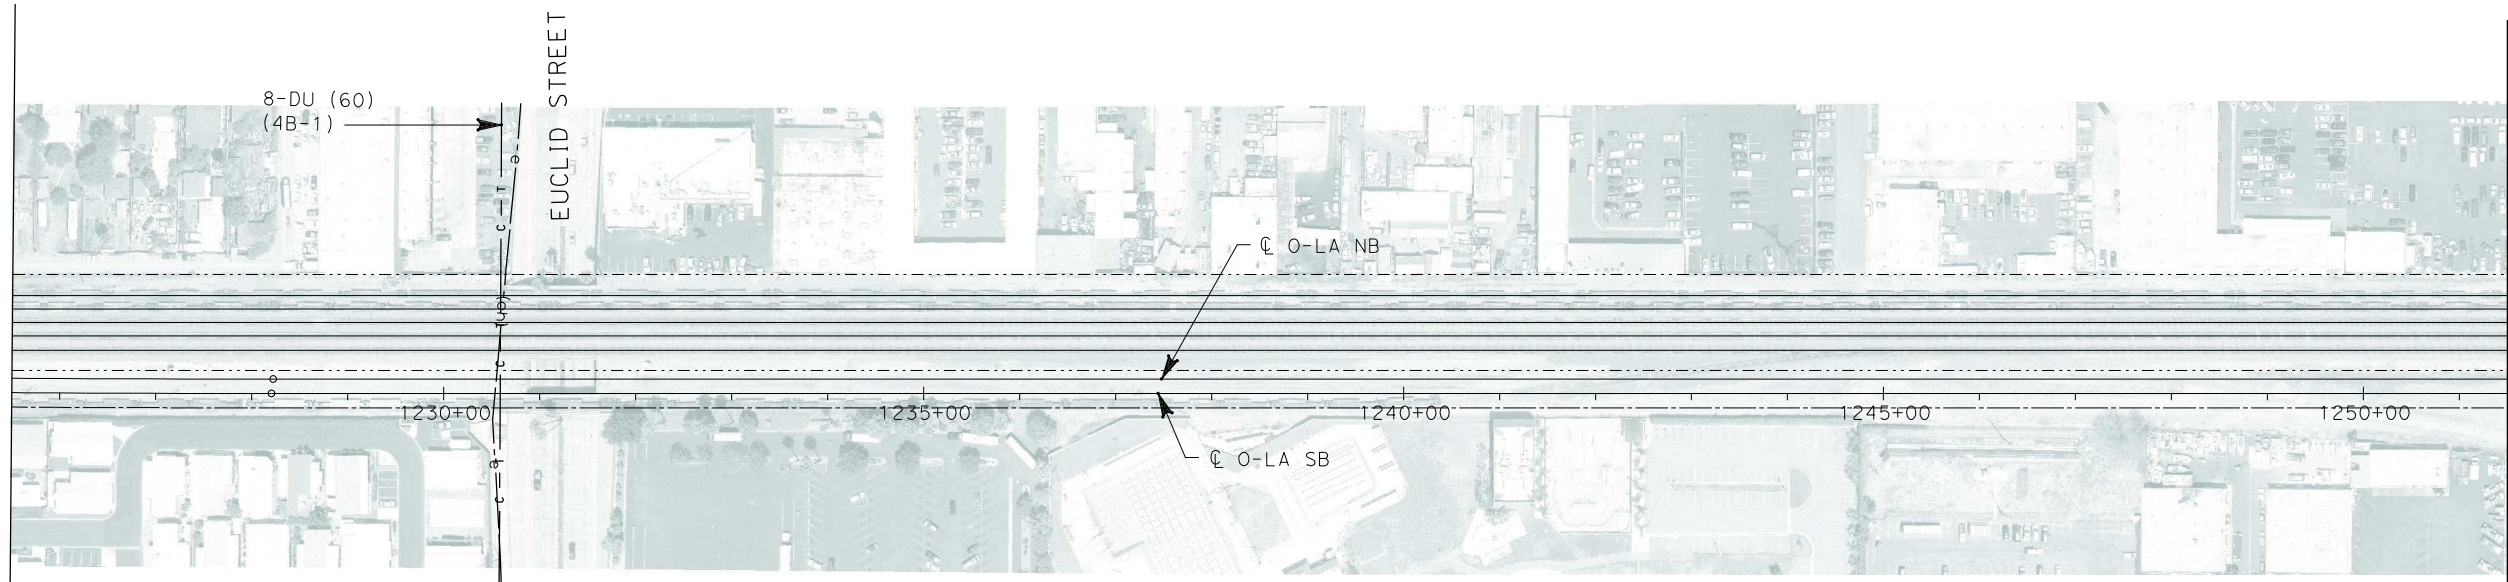 8-DU (60)
(4B-1)
EUCLID STREET
e
T
c
(UG)
c
℄ O-LA NB
1230+00
1235+00
1240+00
1245+00
1250+00
℄ O-LA SB
e
T
c